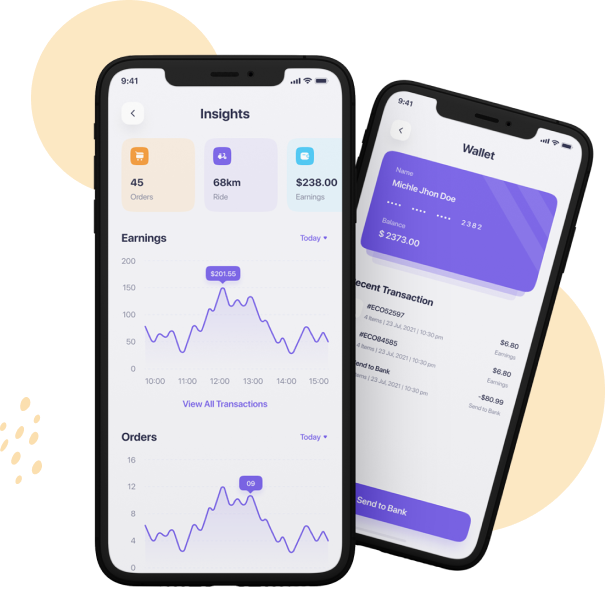 9:41
Insights
45
Orders
68km
Ride
$238.00
Earnings
Earnings
Today
200
150
100
50
0
$201.55
10:00 11:00 12:00 13:00 14:00 15:00
View All Transactions
Orders
Today
16
12
8
4
0
09
9:41
Wallet
Name
Michle Jhon Doe
•••• •••• •••• 2382
Balance
$ 2373.00
ecent Transaction
#ECO52597
4 items | 23 Jul, 2021 | 10:30 pm
$6.80
Earnings
#ECO84585
4 items | 23 Jul, 2021 | 10:30 pm
$6.80
Earnings
end to Bank
items | 23 Jul, 2021 | 10:30 pm
-$80.99
Send to Bank
Send to Bank